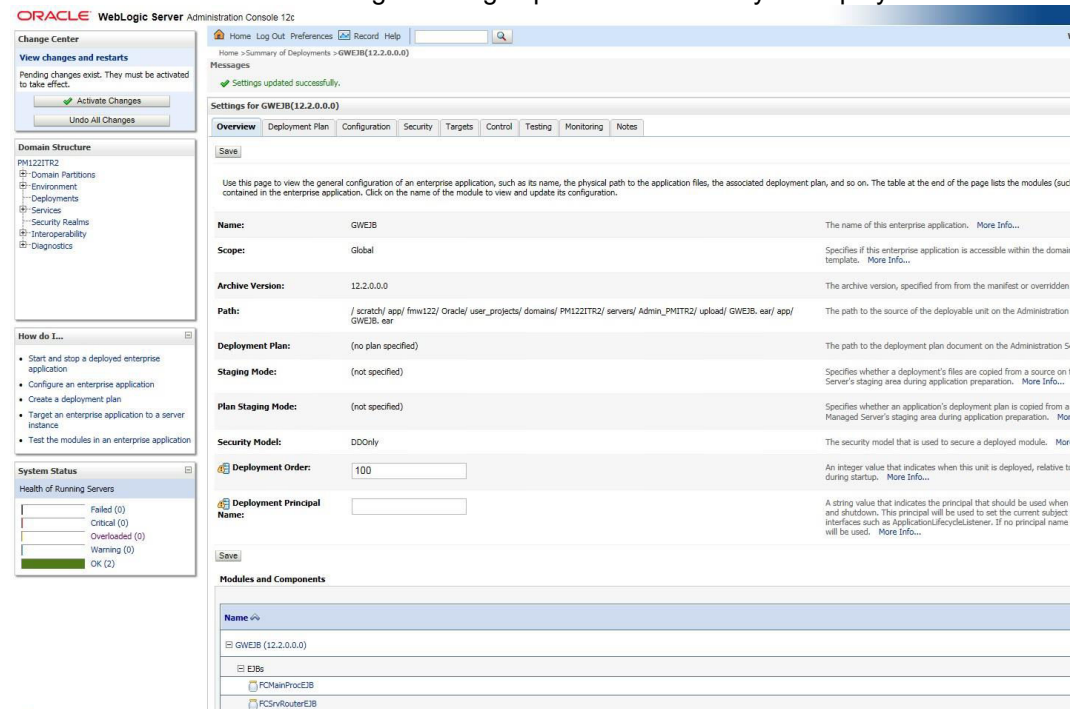 ORACLE WebLogic Server Administration Console 12c
Change Center
View changes and restarts
Pending changes exist. They must be activated
to take effect.
Activate Changes
Undo All Changes
Domain Structure
PM122ITR2
Domain Partitions
Environment
Deployments
Services
Security Realms
Interoperability
Diagnostics
How do I...
Start and stop a deployed enterprise
application
Configure an enterprise application
Create a deployment plan
Target an enterprise application to a server
instance
Test the modules in an enterprise application
System Status
Health of Running Servers
Failed (0)
Critical (0)
Overloaded (0)
Warning (0)
OK (2)
Home Log Out Preferences Record Help
Home >Summary of Deployments >GWEJB(12.2.0.0.0)
Messages
Settings updated successfully.
Settings for GWEJB(12.2.0.0.0)
Overview Deployment Plan Configuration Security Targets Control Testing Monitoring Notes
Save
Use this page to view the general configuration of an enterprise application, such as its name, the physical path to the application files, the associated deployment plan, and so on. The table at the end of the page lists the modules (suc
contained in the enterprise application. Click on the name of the module to view and update its configuration.
Name: GWEJB The name of this enterprise application. More Info...
Scope: Global Specifies if this enterprise application is accessible within the domai
template. More Info...
Archive Version: 12.2.0.0.0 The archive version, specified from from the manifest or overridden
Path: / scratch/ app/ fmw122/ Oracle/ user_projects/ domains/ PM122ITR2/ servers/ Admin_PMITR2/ upload/ GWEJB. ear/ app/ The path to the source of the deployable unit on the Administration
GWEJB. ear
Deployment Plan: (no plan specified) The path to the deployment plan document on the Administration S
Staging Mode: (not specified) Specifies whether a deployment's files are copied from a source on
Server's staging area during application preparation. More Info...
Plan Staging Mode: (not specified) Specifies whether an application's deployment plan is copied from a
Managed Server's staging area during application preparation. Mor
Security Model: DDOnly The security model that is used to secure a deployed module. Mor
Deployment Order: 100 An integer value that indicates when this unit is deployed, relative t
during startup. More Info...
Deployment Principal A string value that indicates the principal that should be used when
Name: and shutdown. This principal will be used to set the current subject
interfaces such as ApplicationLifecycleListener. If no principal name
will be used. More Info...
Save
Modules and Components
Name
GWEJB (12.2.0.0.0)
EJBs
FCMainProcEJB
FCSrvRouterEJB